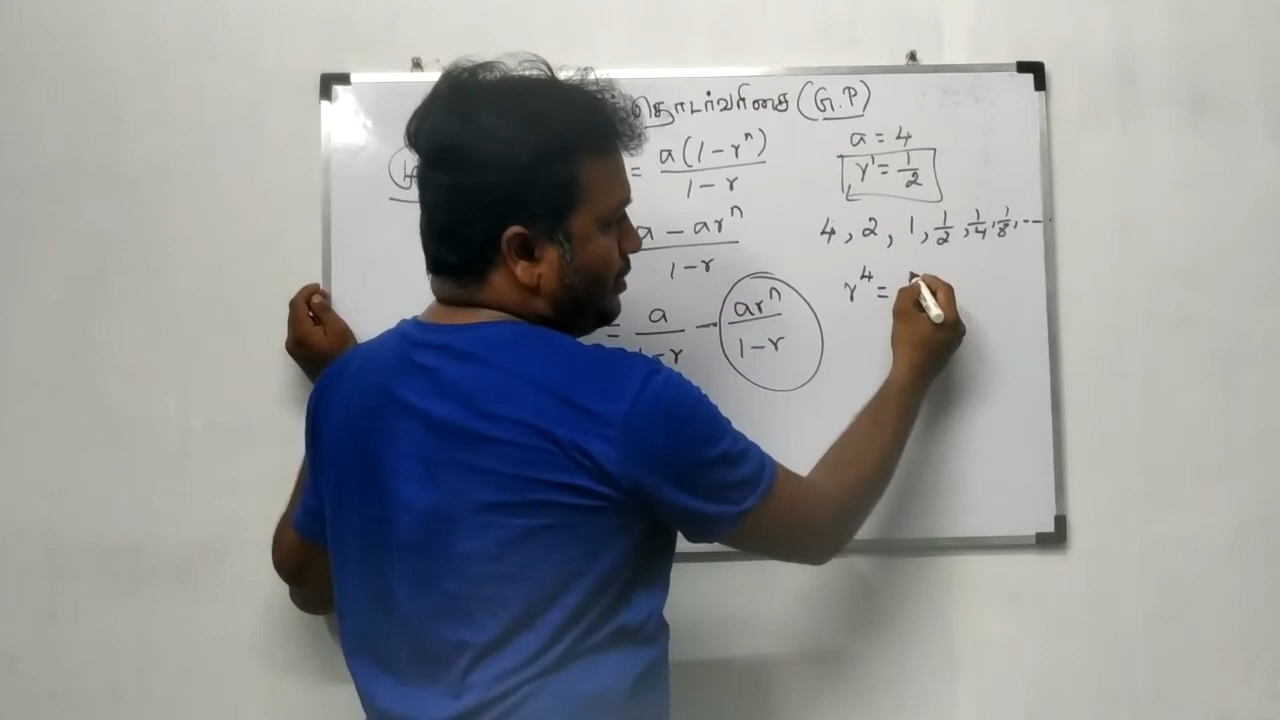 தொடர்வரிசை (G.P)
= a(1-rⁿ)/1-r
a - arⁿ/1-r
= a/1-r - arⁿ/1-r
a = 4
r = 1/2
4, 2, 1, 1/2, 1/4, 1/8, ----
r⁴ =